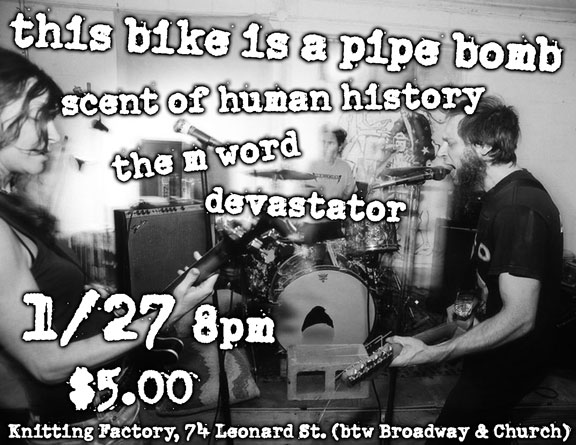 this bike is a pipe bomb
scent of human history
the m word
devastator
1/27 8pm
$5.00
Knitting Factory, 74 Leonard St. (btw Broadway & Church)